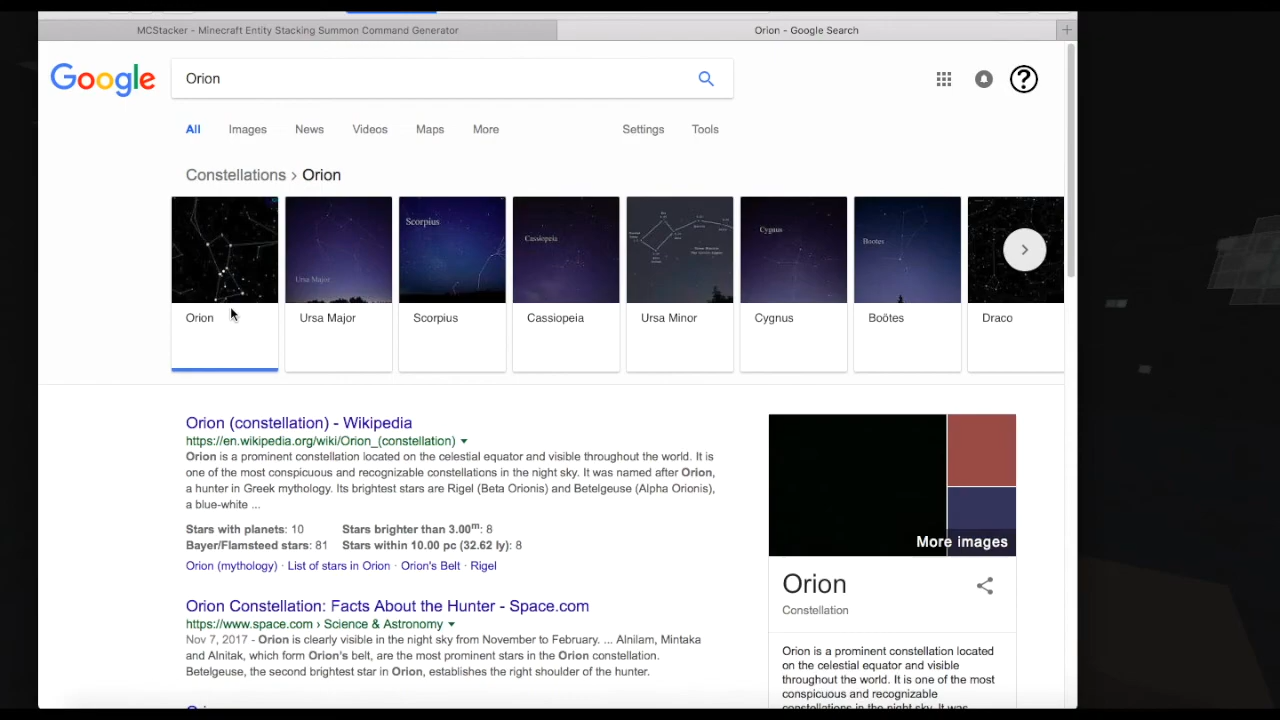 MCStacker - Minecraft Entity Stacking Summon Command Generator
Orion - Google Search
+
Google
Orion
?
All Images News Videos Maps More Settings Tools
Constellations › Orion
Scorpius
Cassiopeia
Cygnus
Bootes
Ursa Major
Orion
Ursa Major
Scorpius
Cassiopeia
Ursa Minor
Cygnus
Boötes
Draco
Orion (constellation) - Wikipedia
https://en.wikipedia.org/wiki/Orion_(constellation)
Orion is a prominent constellation located on the celestial equator and visible throughout the world. It is
one of the most conspicuous and recognizable constellations in the night sky. It was named after Orion,
a hunter in Greek mythology. Its brightest stars are Rigel (Beta Orionis) and Betelgeuse (Alpha Orionis),
a blue-white ...
Stars with planets: 10 Stars brighter than 3.00m: 8
Bayer/Flamsteed stars: 81 Stars within 10.00 pc (32.62 ly): 8
Orion (mythology) · List of stars in Orion · Orion's Belt · Rigel
Orion Constellation: Facts About the Hunter - Space.com
https://www.space.com › Science & Astronomy
Nov 7, 2017 - Orion is clearly visible in the night sky from November to February. ... Alnilam, Mintaka
and Alnitak, which form Orion's belt, are the most prominent stars in the Orion constellation.
Betelgeuse, the second brightest star in Orion, establishes the right shoulder of the hunter.
More images
Orion
Constellation
Orion is a prominent constellation located
on the celestial equator and visible
throughout the world. It is one of the most
conspicuous and recognizable
constellations in the night sky. It was